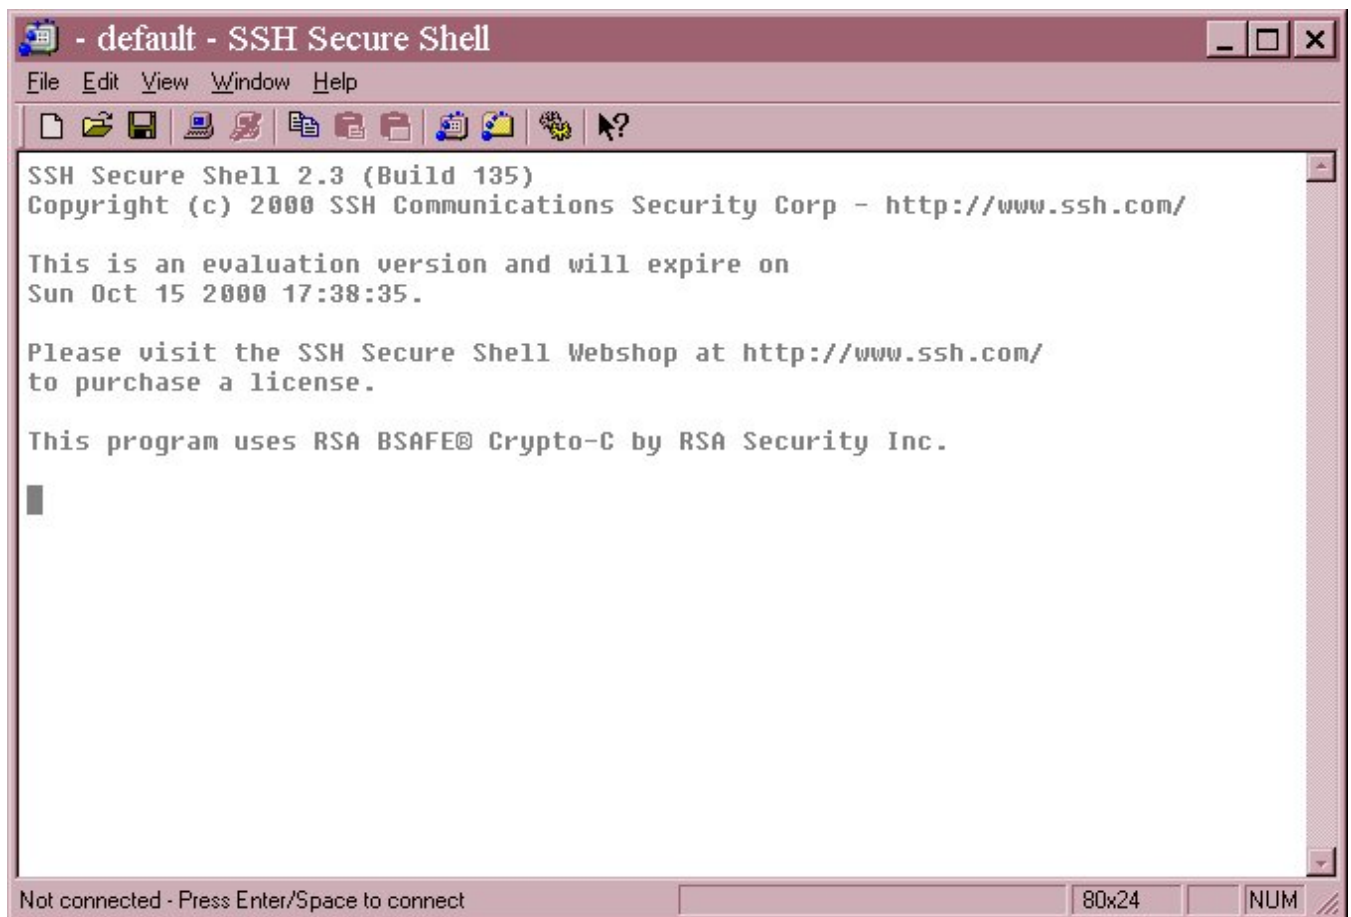 - default - SSH Secure Shell
File Edit View Window Help
SSH Secure Shell 2.3 (Build 135)
Copyright (c) 2000 SSH Communications Security Corp - http://www.ssh.com/
This is an evaluation version and will expire on
Sun Oct 15 2000 17:38:35.
Please visit the SSH Secure Shell Webshop at http://www.ssh.com/
to purchase a license.
This program uses RSA BSAFE® Crypto-C by RSA Security Inc.
Not connected - Press Enter/Space to connect 80x24 NUM